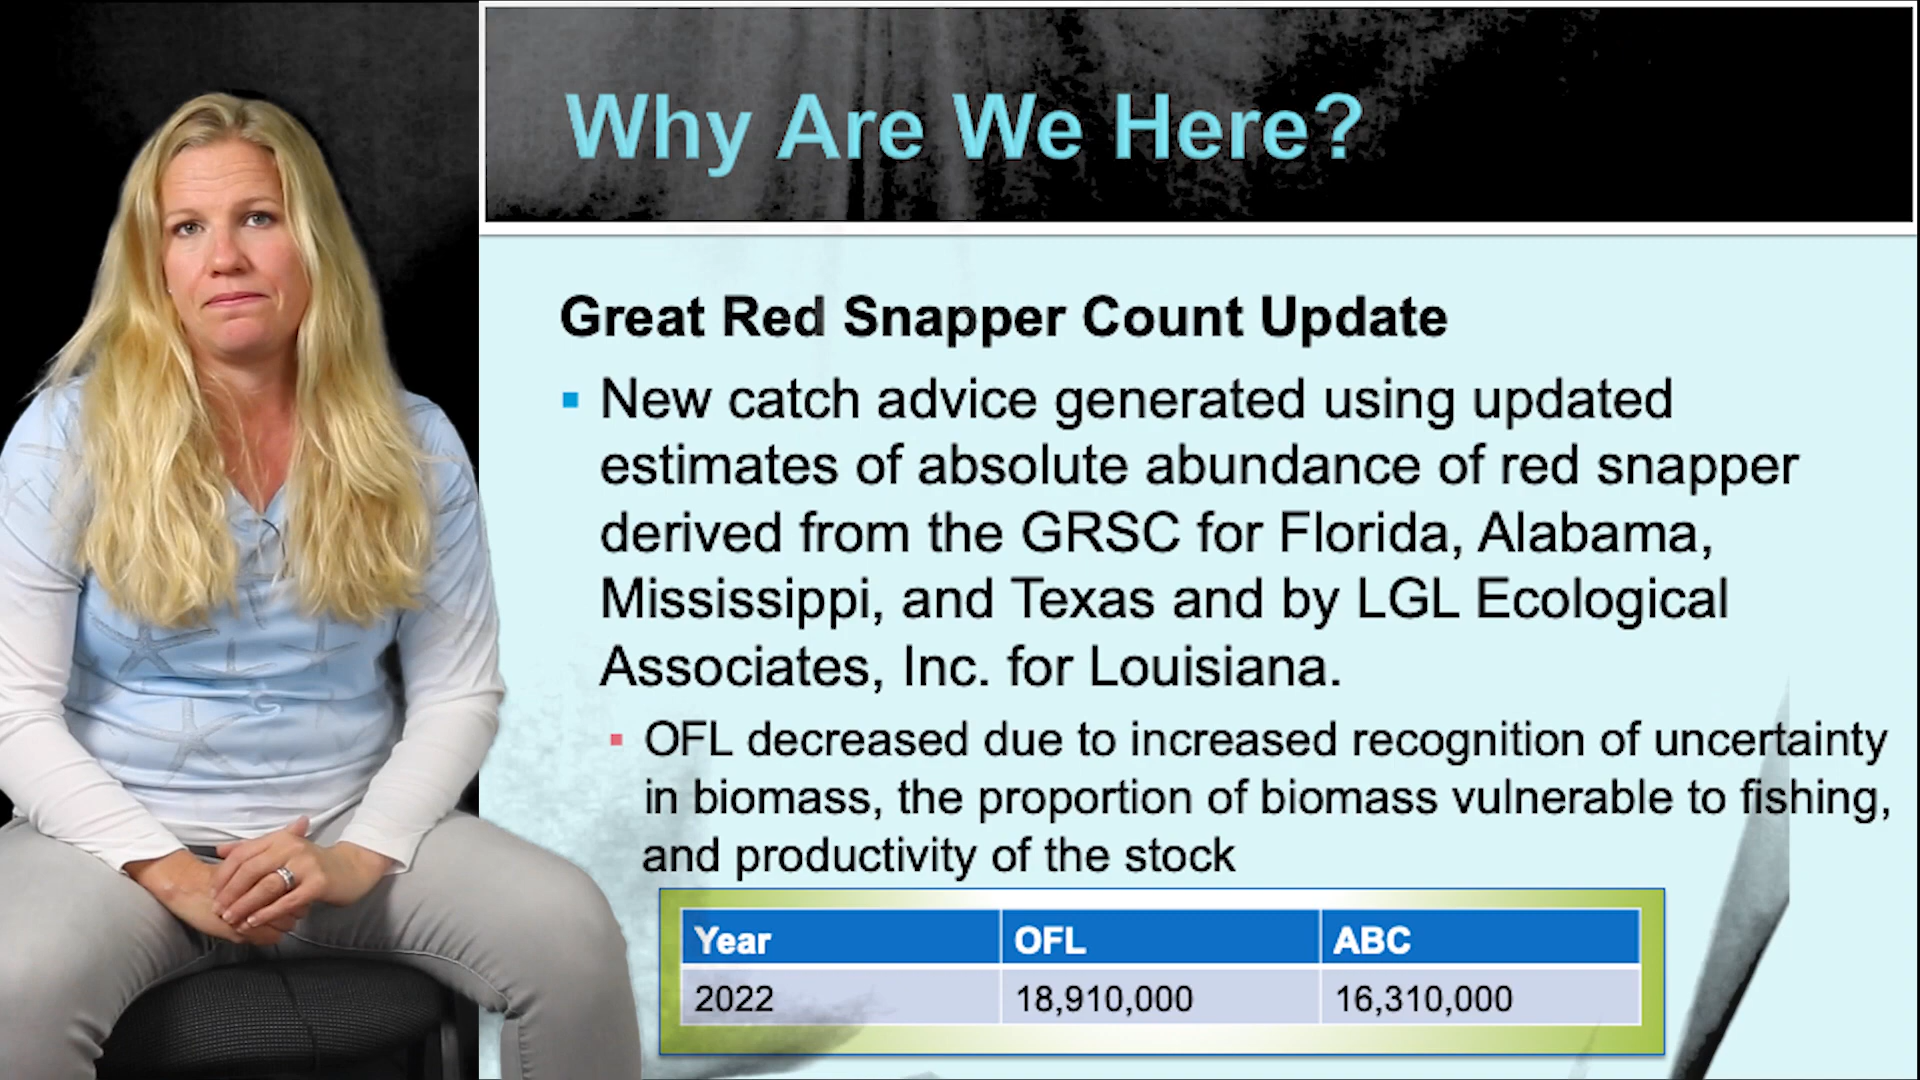 Why Are We Here?
Great Red Snapper Count Update
New catch advice generated using updated
estimates of absolute abundance of red snapper
derived from the GRSC for Florida, Alabama,
Mississippi, and Texas and by LGL Ecological
Associates, Inc. for Louisiana.
OFL decreased due to increased recognition of uncertainty
in biomass, the proportion of biomass vulnerable to fishing,
and productivity of the stock
Year OFL ABC
2022 18,910,000 16,310,000